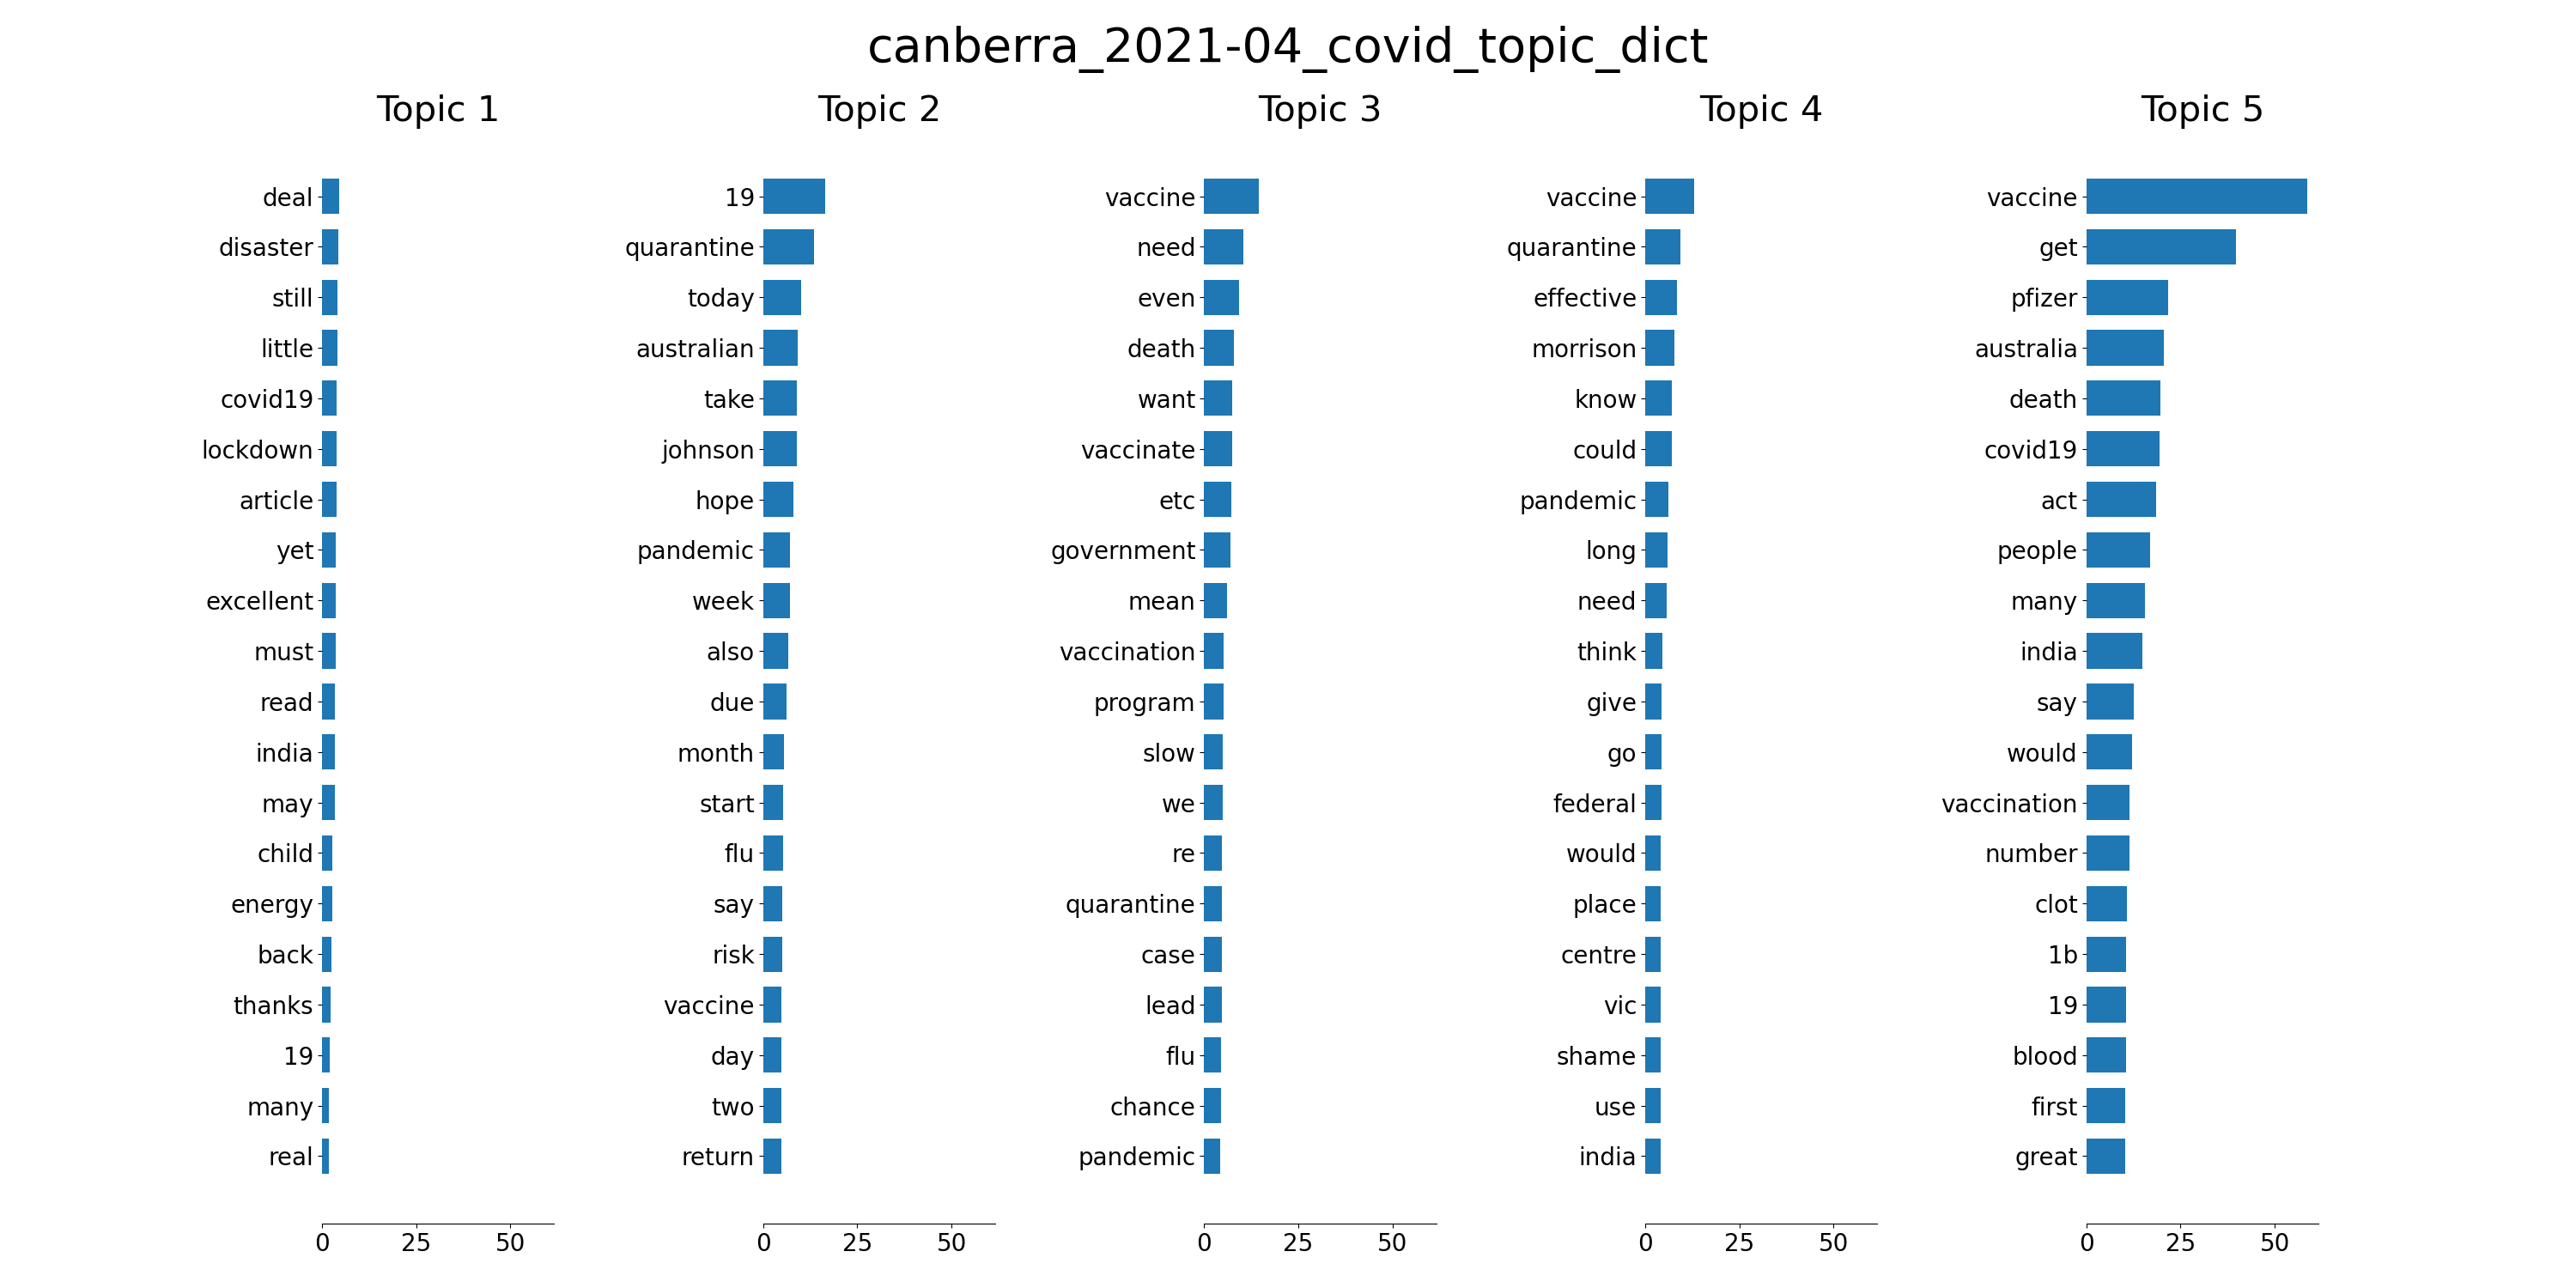 canberra_2021-04_covid_topic_dict
Topic 1
deal
disaster
still
little
covid19
lockdown
article
yet
excellent
must
read
india
may
child
energy
back
thanks
19
many
real
0 25 50
Topic 2
19
quarantine
today
australian
take
johnson
hope
pandemic
week
also
due
month
start
flu
say
risk
vaccine
day
two
return
0 25 50
Topic 3
vaccine
need
even
death
want
vaccinate
etc
government
mean
vaccination
program
slow
we
re
quarantine
case
lead
flu
chance
pandemic
0 25 50
Topic 4
vaccine
quarantine
effective
morrison
know
could
pandemic
long
need
think
give
go
federal
would
place
centre
vic
shame
use
india
0 25 50
Topic 5
vaccine
get
pfizer
australia
death
covid19
act
people
many
india
say
would
vaccination
number
clot
1b
19
blood
first
great
0 25 50